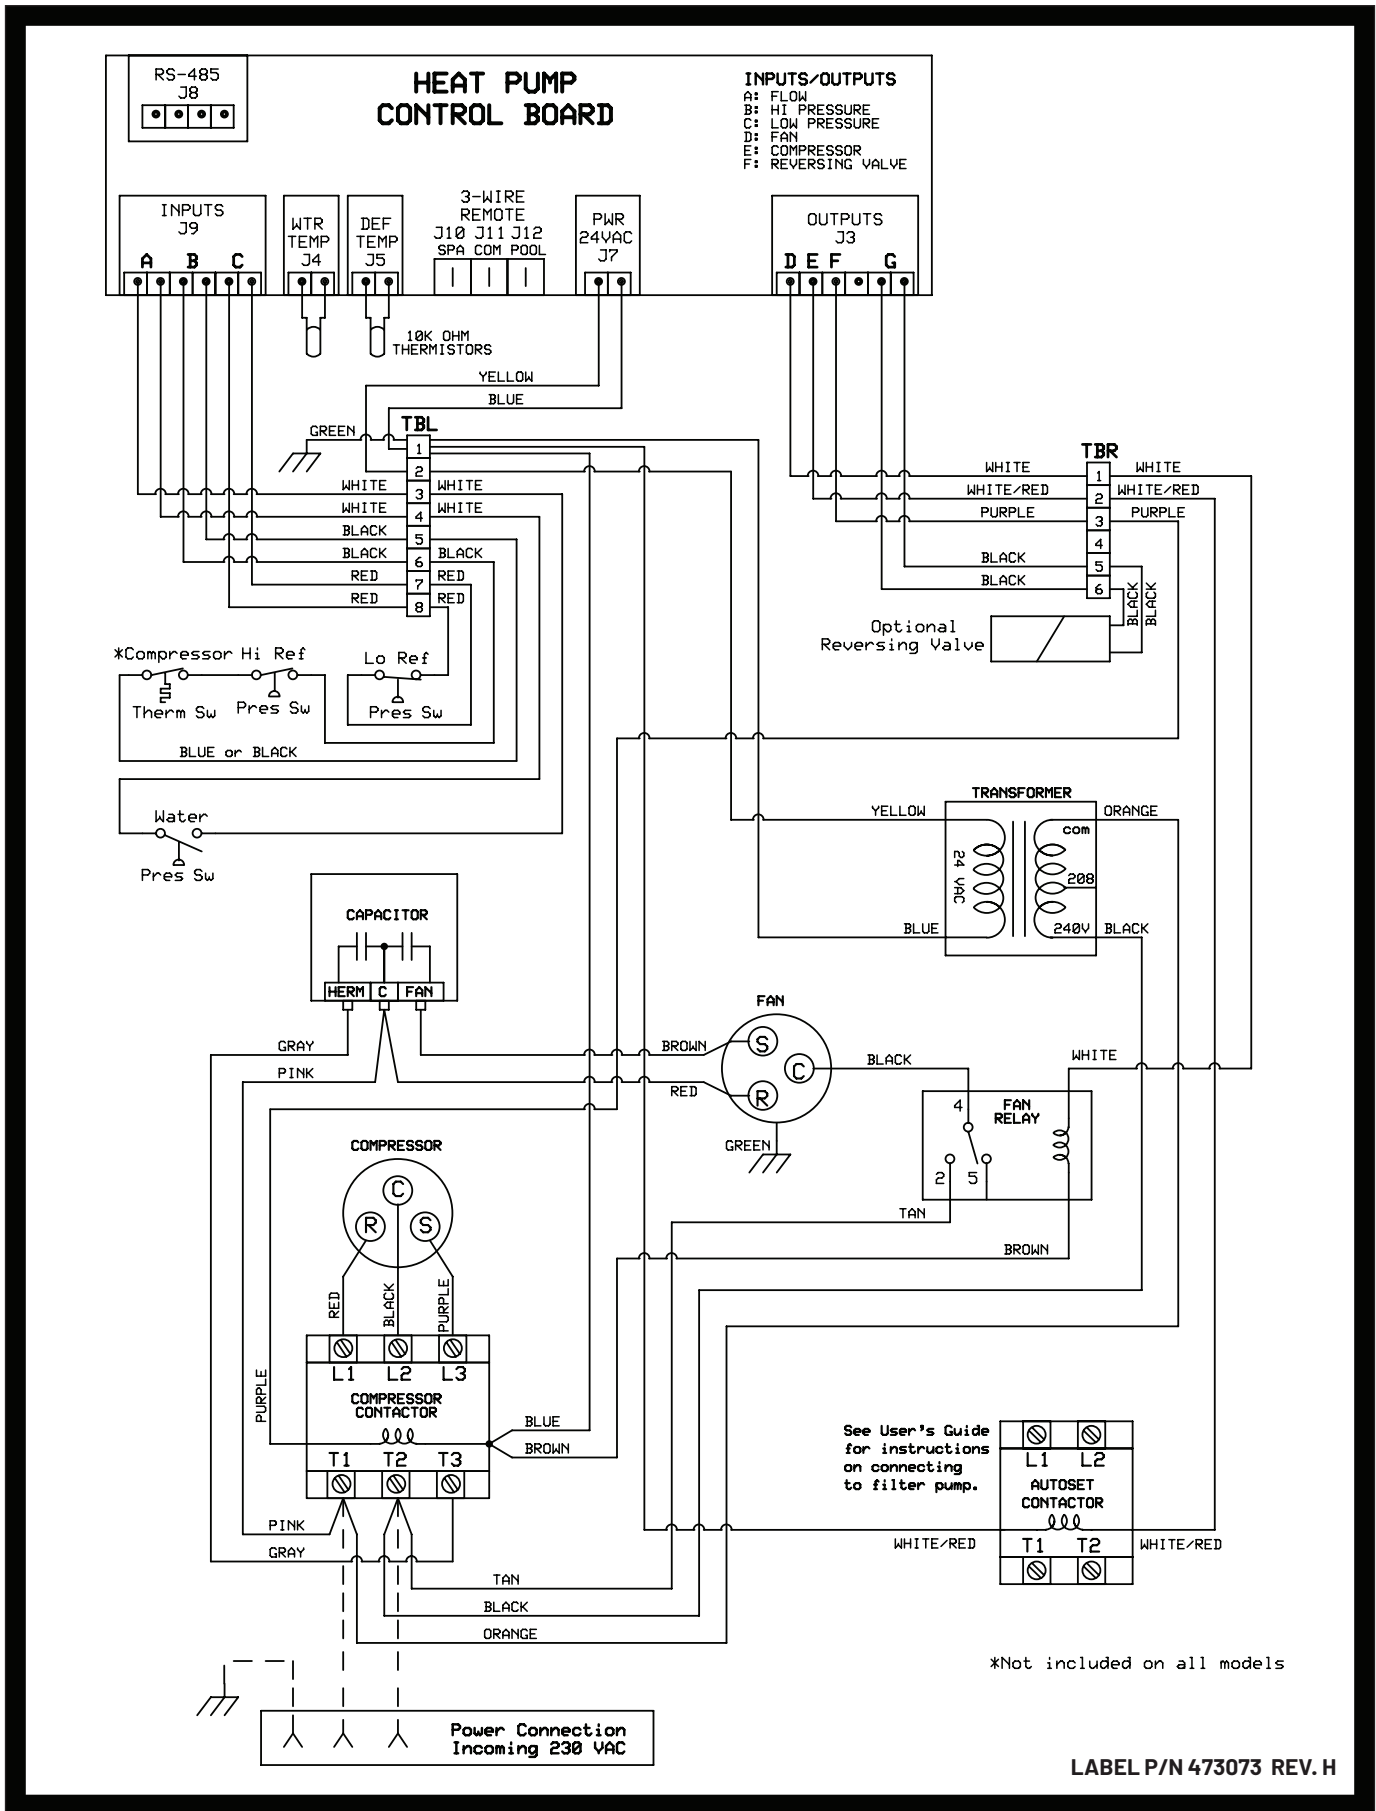 RS-485
J8
HEAT PUMP
CONTROL BOARD
INPUTS/OUTPUTS
A: FLOW
B: HI PRESSURE
C: LOW PRESSURE
D: FAN
E: COMPRESSOR
F: REVERSING VALVE
INPUTS
J9
A B C
WTR
TEMP
J4
DEF
TEMP
J5
3-WIRE
REMOTE
J10 J11 J12
SPA COM POOL
PWR
24VAC
J7
OUTPUTS
J3
D E F G
10K OHM
THERMISTORS
YELLOW
BLUE
GREEN
TBL
1
2
WHITE 3 WHITE
WHITE 4 WHITE
BLACK 5
BLACK 6 BLACK
RED 7 RED
RED 8 RED
TBR
WHITE 1 WHITE
WHITE/RED 2 WHITE/RED
PURPLE 3 PURPLE
4
BLACK 5
BLACK 6
BLACK
BLACK
Optional
Reversing Valve
*Compressor Hi Ref
Therm Sw Pres Sw
Lo Ref
Pres Sw
BLUE or BLACK
Water
Pres Sw
TRANSFORMER
YELLOW
ORANGE
com
24 VAC
208
240V
BLUE
BLACK
CAPACITOR
HERM C FAN
GRAY
PINK
FAN
BROWN
RED
S
C
R
GREEN
BLACK
WHITE
4
FAN
RELAY
2 5
TAN
BROWN
COMPRESSOR
C
R S
RED
BLACK
PURPLE
PURPLE
L1 L2 L3
COMPRESSOR
CONTACTOR
BLUE
BROWN
T1 T2 T3
PINK
GRAY
TAN
BLACK
ORANGE
See User's Guide
for instructions
on connecting
to filter pump.
L1 L2
AUTOSET
CONTACTOR
WHITE/RED
T1 T2
WHITE/RED
*Not included on all models
Power Connection
Incoming 230 VAC
LABEL P/N 473073 REV. H